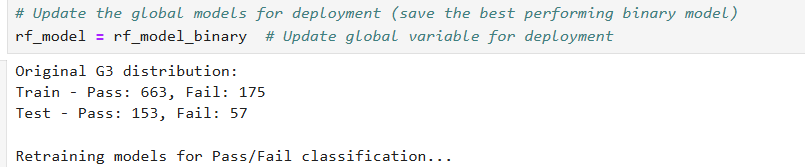 # Update the global models for deployment (save the best performing binary model)
rf_model = rf_model_binary  # Update global variable for deployment
Original G3 distribution:
Train - Pass: 663, Fail: 175
Test - Pass: 153, Fail: 57
Retraining models for Pass/Fail classification...